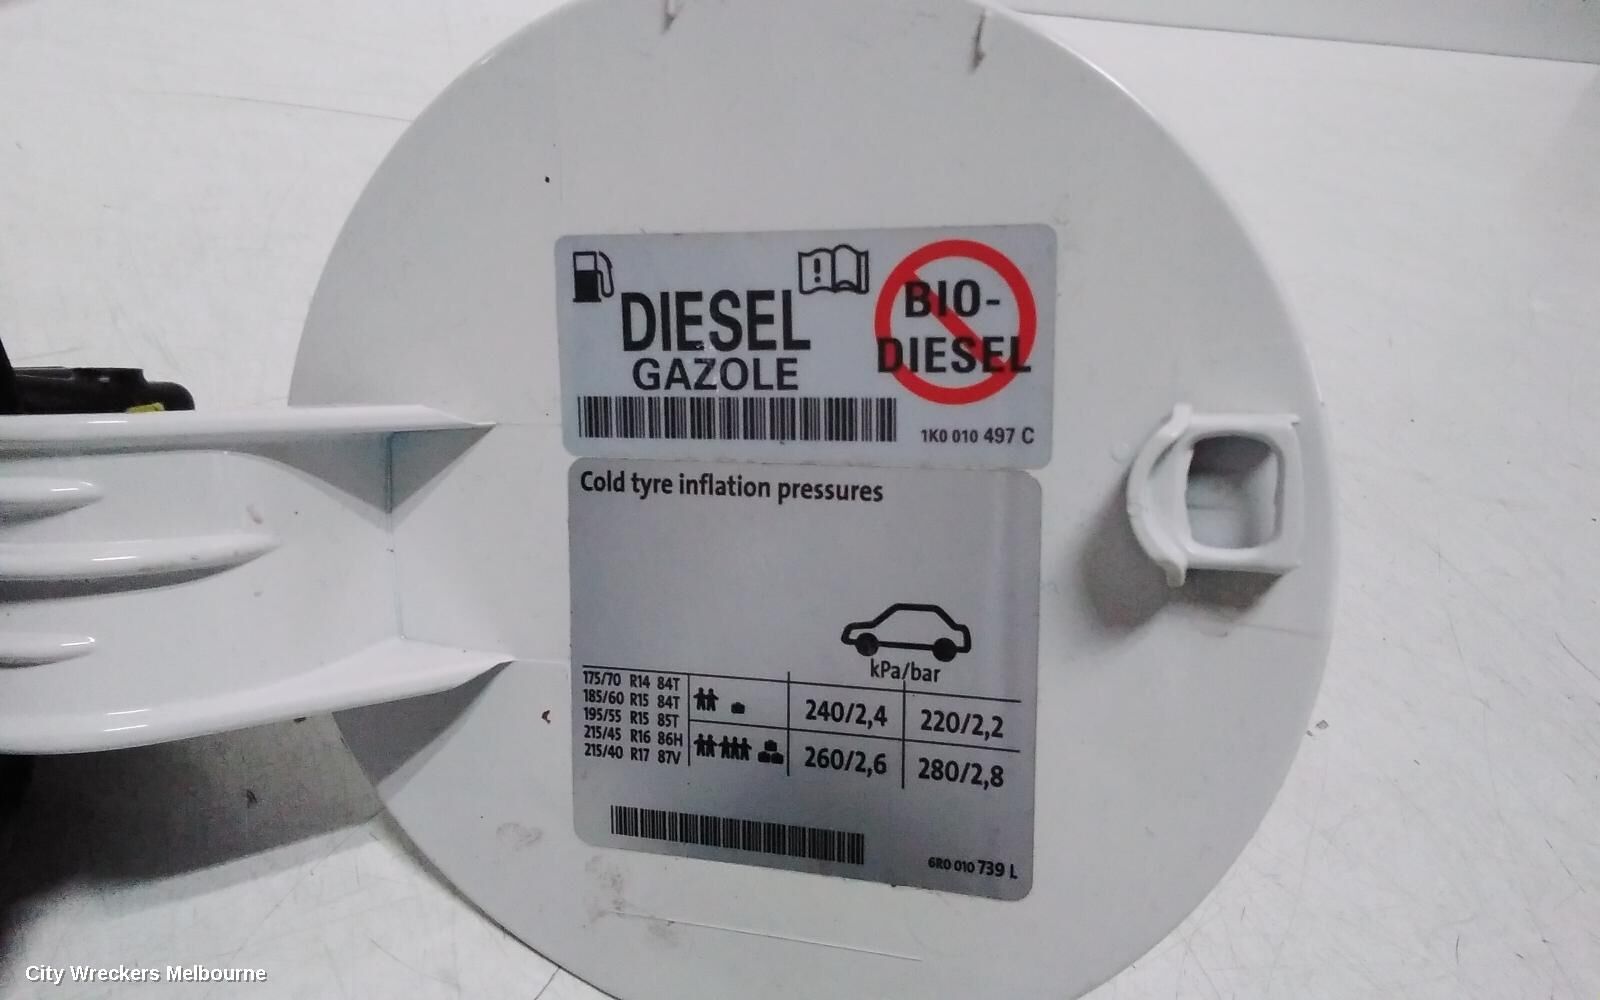 DIESEL
GAZOLE
BIO-
DIESEL
1K0 010 497 C
Cold tyre inflation pressures
kPa/bar
175/70 R14 84T
185/60 R15 84T
195/55 R15 85T
215/45 R16 86H
215/40 R17 87V
240/2,4 220/2,2
260/2,6 280/2,8
6R0 010 739 L
City Wreckers Melbourne